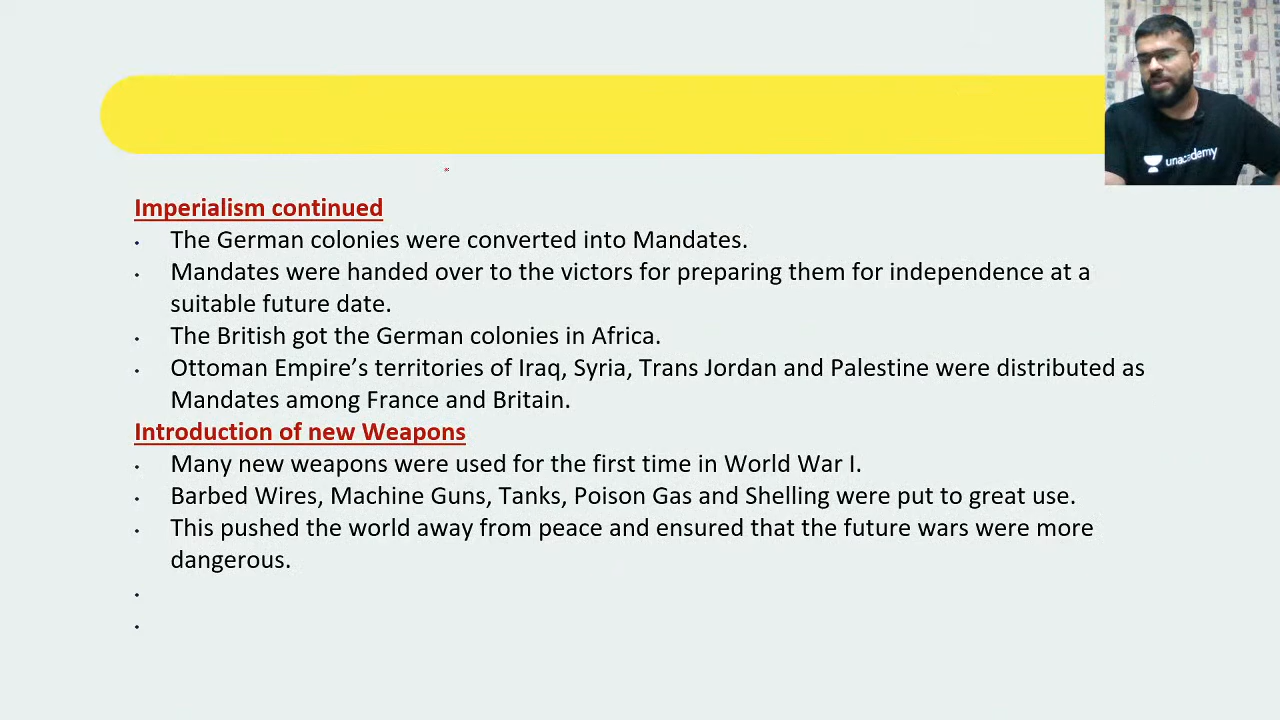 unacademy
Imperialism continued
• The German colonies were converted into Mandates.
• Mandates were handed over to the victors for preparing them for independence at a
suitable future date.
• The British got the German colonies in Africa.
• Ottoman Empire’s territories of Iraq, Syria, Trans Jordan and Palestine were distributed as
Mandates among France and Britain.
Introduction of new Weapons
• Many new weapons were used for the first time in World War I.
• Barbed Wires, Machine Guns, Tanks, Poison Gas and Shelling were put to great use.
• This pushed the world away from peace and ensured that the future wars were more
dangerous.
•
•